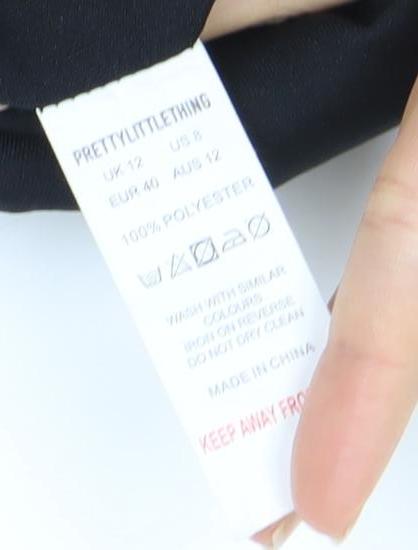 PRETTYLITTLETHING
UK 12 US 8
EUR 40 AUS 12
100% POLYESTER
WASH WITH SIMILAR
COLOURS
IRON ON REVERSE
DO NOT DRY CLEAN
MADE IN CHINA
KEEP AWAY